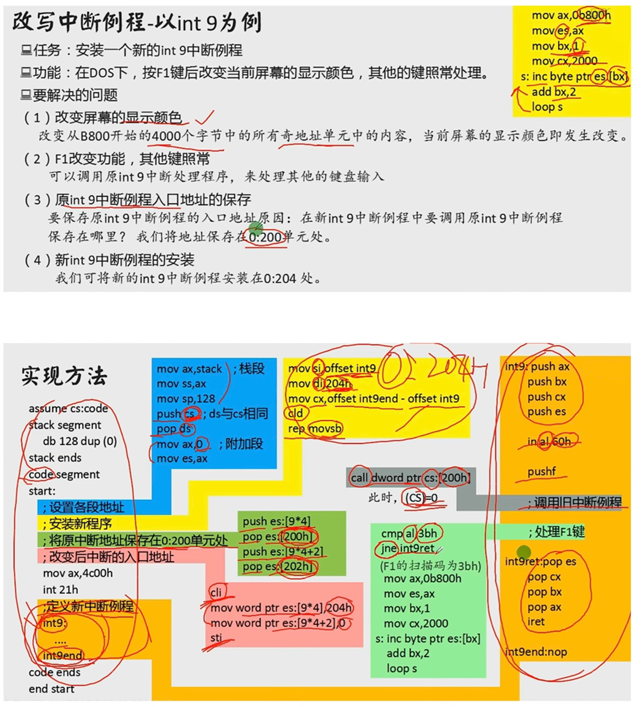 改写中断例程-以int 9为例
任务：安装一个新的int 9中断例程
功能：在DOS下，按F1键后改变当前屏幕的显示颜色，其他的键照常处理。
要解决的问题
（1）改变屏幕的显示颜色
改变从B800开始的4000个字节中的所有奇地址单元中的内容，当前屏幕的显示颜色即发生改变。
（2）F1改变功能，其他键照常
可以调用原int 9中断处理程序，来处理其他的键盘输入
（3）原int 9中断例程入口地址的保存
要保存原int 9中断例程的入口地址原因：在新int 9中断例程中要调用原int 9中断例程
保存在哪里？ 我们将地址保存在0:200单元处。
（4）新int 9中断例程的安装
我们可将新的int 9中断例程安装在0:204 处。
mov ax,0b800h
mov es,ax
mov bx,1
mov cx,2000
s: inc byte ptr es:[bx]
add bx,2
loop s
实现方法
assume cs:code
stack segment
db 128 dup (0)
stack ends
code segment
start:
; 设置各段地址
; 安装新程序
; 将原中断地址保存在0:200单元处
; 改变后中断的入口地址
mov ax,4c00h
int 21h
;定义新中断例程
int9:
....
int9end:
code ends
end start
mov ax,stack ; 栈段
mov ss,ax
mov sp,128
push cs ; ds与cs相同
pop ds
mov ax,0 ; 附加段
mov es,ax
mov si,offset int9
mov di,204h
mov cx,offset int9end - offset int9
cld
rep movsb
0:204H
push es:[9*4]
pop es:[200h]
push es:[9*4+2]
pop es:[202h]
cli
mov word ptr es:[9*4],204h
mov word ptr es:[9*4+2],0
sti
call dword ptr cs:[200h]
此时，(CS)=0
cmp al,3bh
jne int9ret
(F1的扫描码为3bh)
mov ax,0b800h
mov es,ax
mov bx,1
mov cx,2000
s: inc byte ptr es:[bx]
add bx,2
loop s
int9: push ax
push bx
push cx
push es
in al,60h
pushf
; 调用旧中断例程
; 处理F1键
int9ret:pop es
pop cx
pop bx
pop ax
iret
int9end:nop